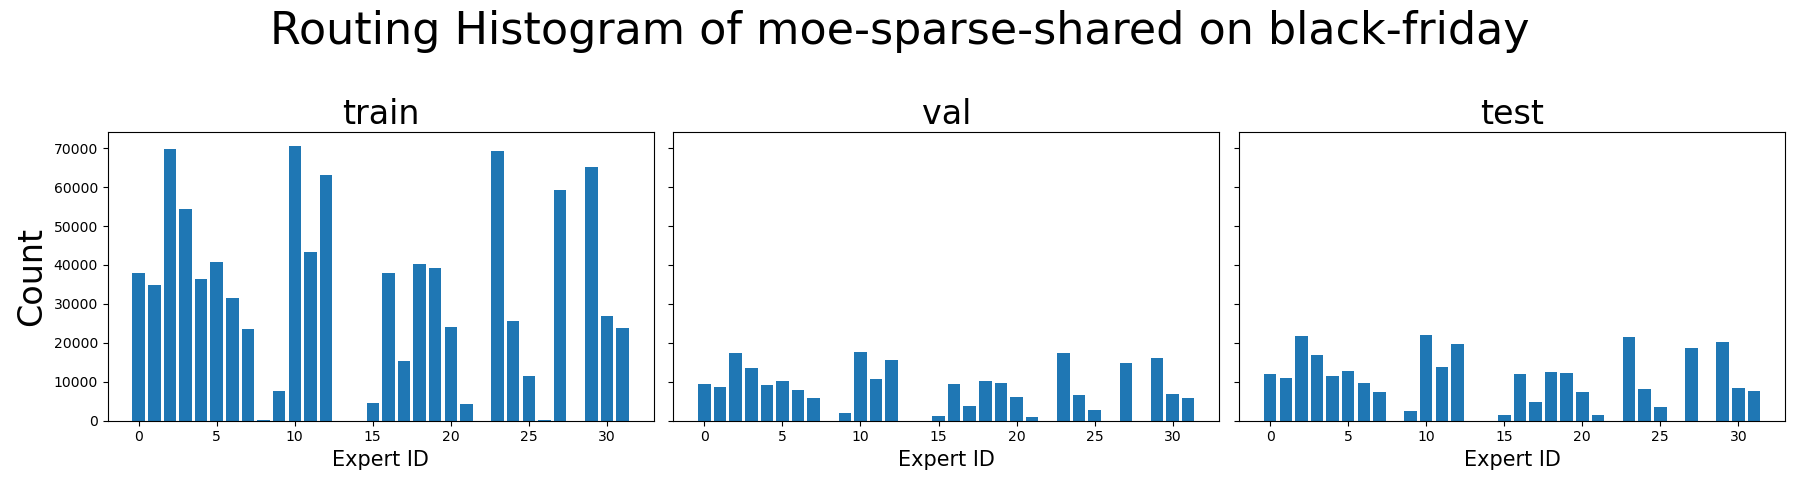 Routing Histogram of moe-sparse-shared on black-friday
train
val
test
Count
70000
60000
50000
40000
30000
20000
10000
0
0 5 10 15 20 25 30
0 5 10 15 20 25 30
0 5 10 15 20 25 30
Expert ID
Expert ID
Expert ID